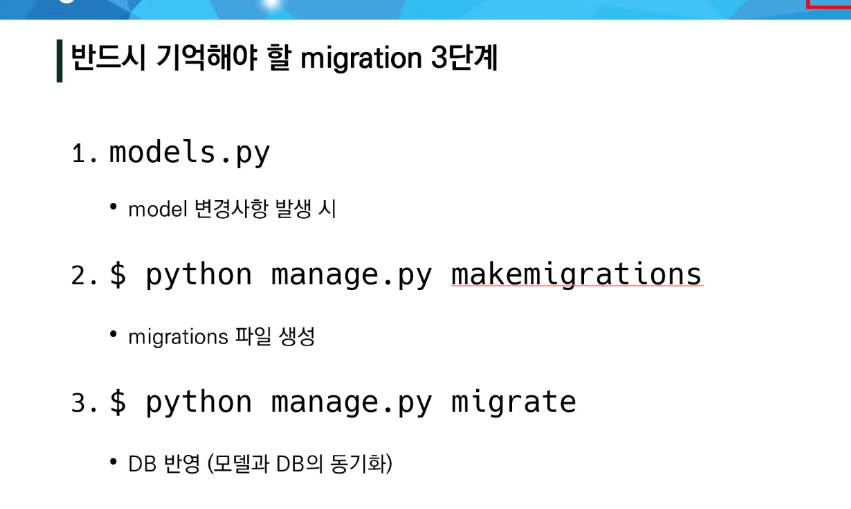 반드시 기억해야 할 migration 3단계
1. models.py
• model 변경사항 발생 시
2. $ python manage.py makemigrations
• migrations 파일 생성
3. $ python manage.py migrate
• DB 반영 (모델과 DB의 동기화)